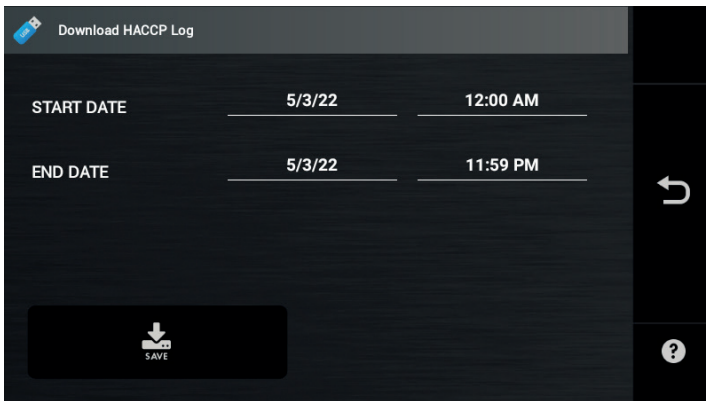 Download HACCP Log
START DATE 5/3/22 12:00 AM
END DATE 5/3/22 11:59 PM
SAVE
?